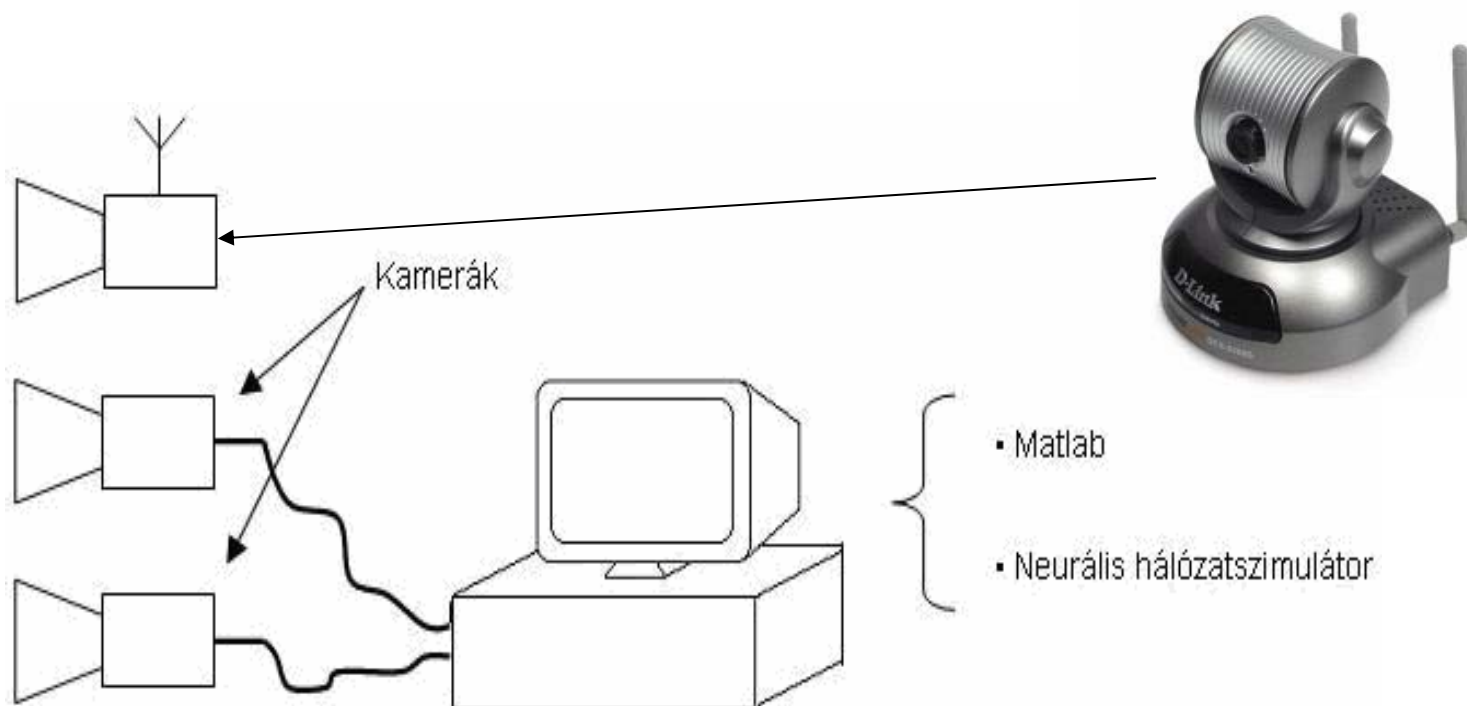 D-Link
Kamerák
▪ Matlab
▪ Neurális hálózatszimulátor